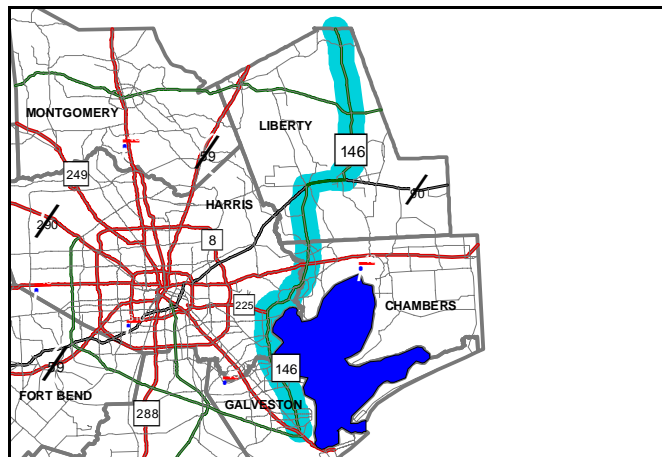 MONTGOMERY
LIBERTY
146
59
249
HARRIS
90
290
8
CHAMBERS
225
146
59
FORT BEND
GALVESTON
288